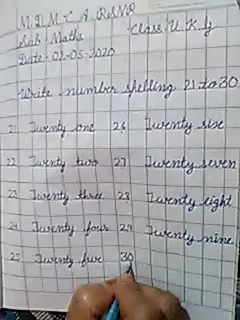 M. D. M. C. A. RSNR
Class U. K. g
Sub: Maths
Date: 02-05-2020
Write number spelling 21 to 30
21 Twenty one 26 Twenty six
22 Twenty two 27 Twenty seven
23 Twenty three 28 Twenty eight
24 Twenty four 29 Twenty nine
25 Twenty five 30